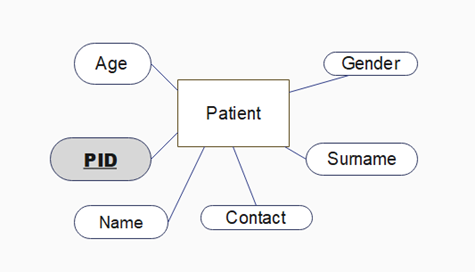 Age
Gender
Patient
PID
Surname
Name
Contact